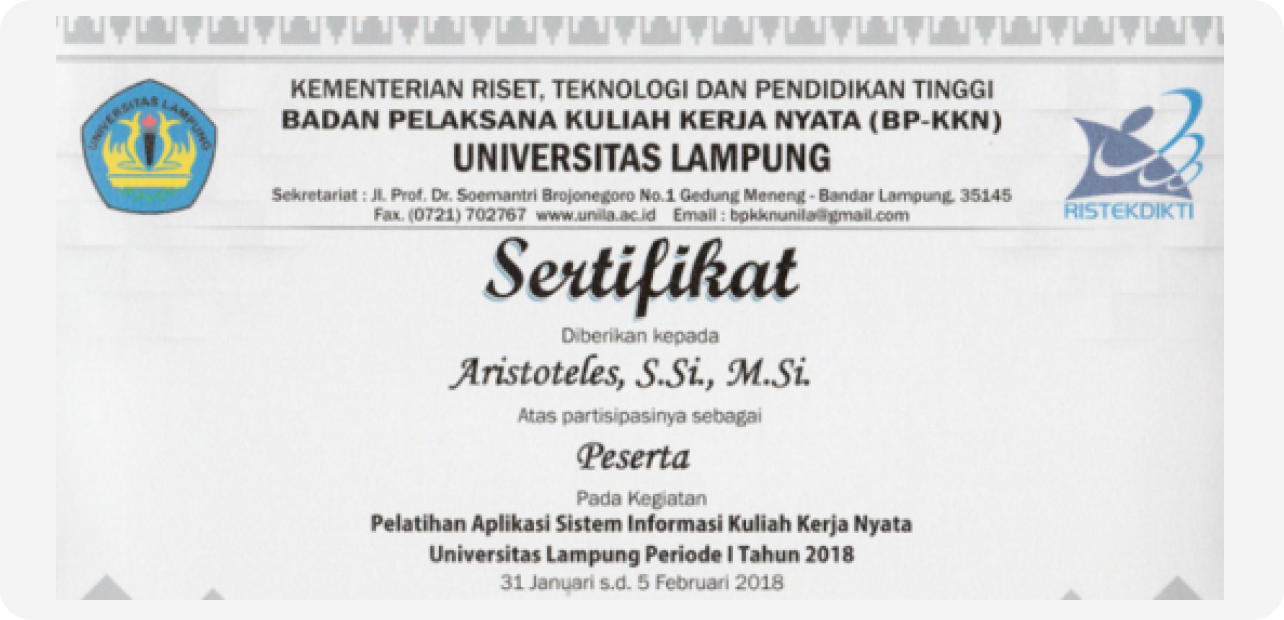 UNIVERSITAS LAMPUNG
KEMENTERIAN RISET, TEKNOLOGI DAN PENDIDIKAN TINGGI
BADAN PELAKSANA KULIAH KERJA NYATA (BP-KKN)
UNIVERSITAS LAMPUNG
Sekretariat : Jl. Prof. Dr. Soemantri Brojonegoro No.1 Gedung Meneng - Bandar Lampung, 35145
Fax. (0721) 702767 www.unila.ac.id Email : bpkknunila@gmail.com
RISTEKDIKTI
Sertifikat
Diberikan kepada
Aristoteles, S.Si., M.Si.
Atas partisipasinya sebagai
Peserta
Pada Kegiatan
Pelatihan Aplikasi Sistem Informasi Kuliah Kerja Nyata
Universitas Lampung Periode I Tahun 2018
31 Januari s.d. 5 Februari 2018